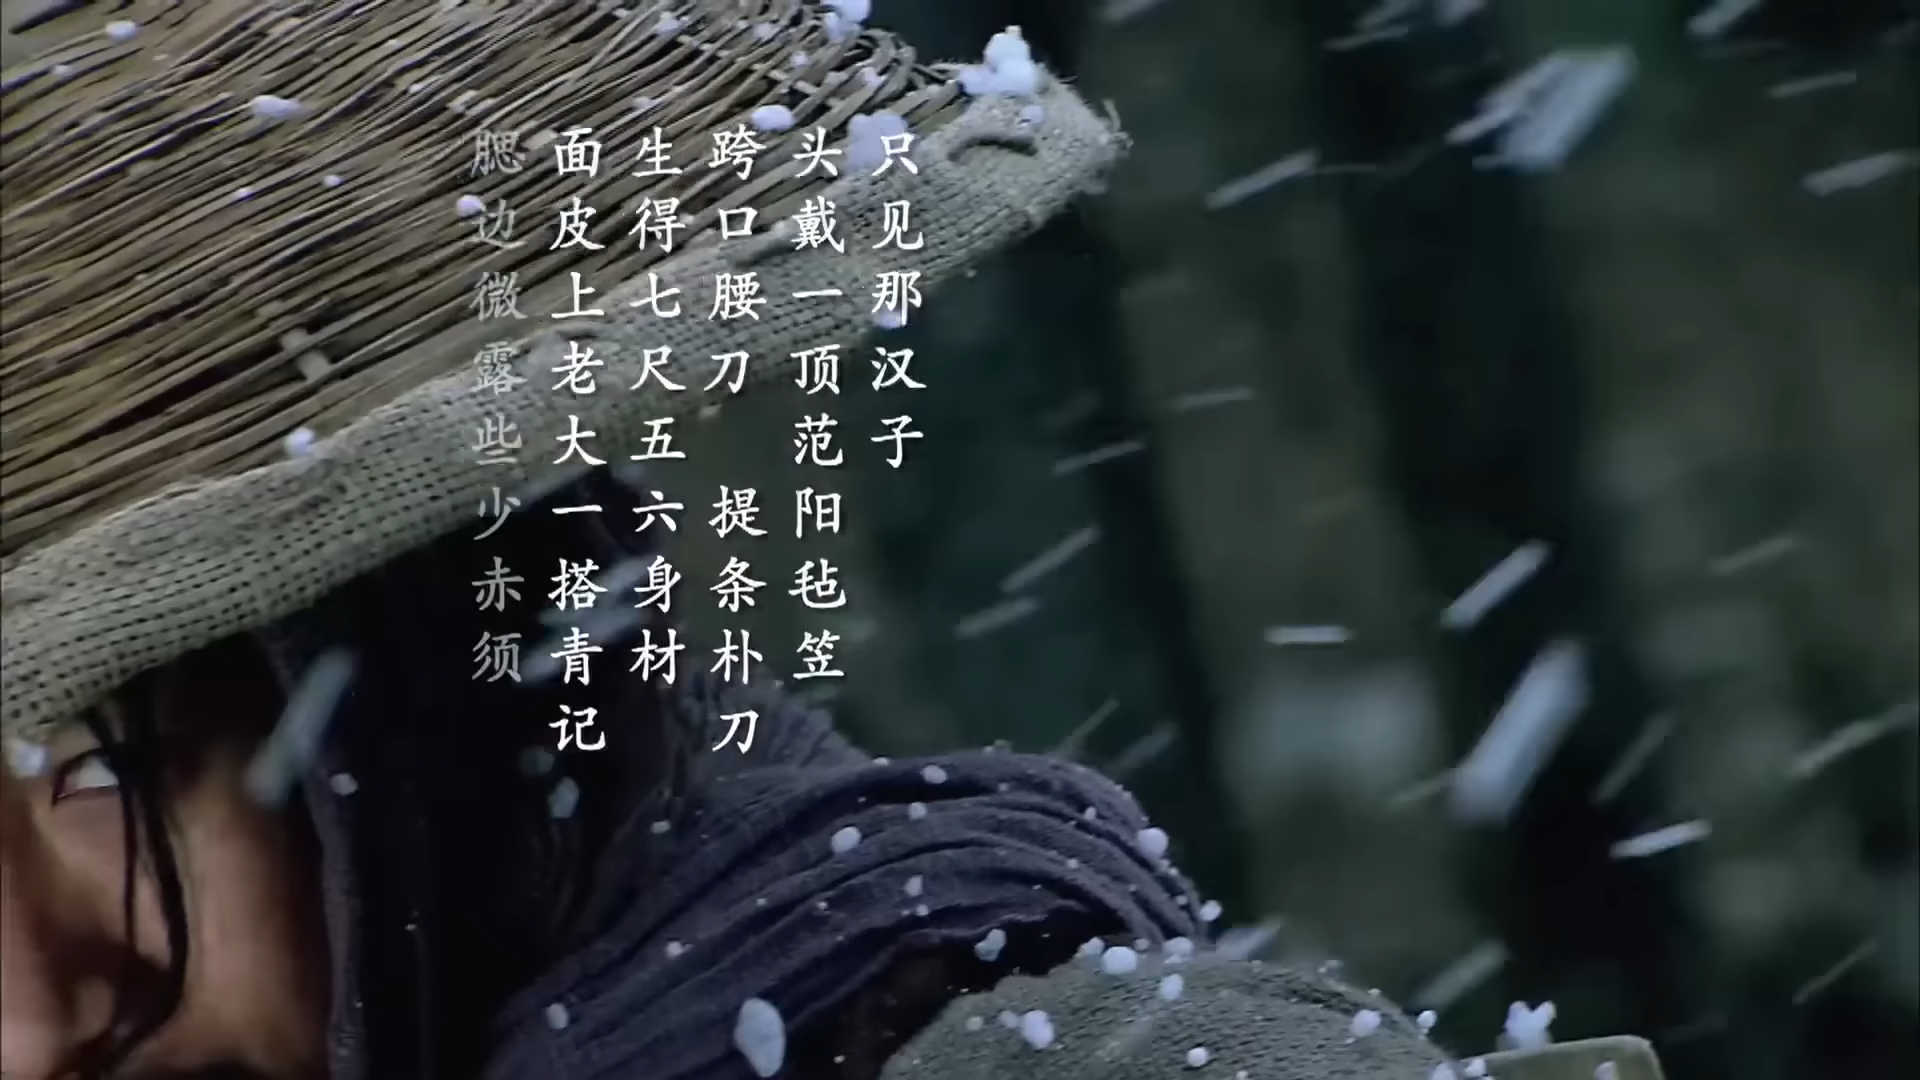 只见那汉子
头戴一顶范阳毡笠
跨口腰刀 提条朴刀
生得七尺五六身材
面皮上老大一搭青记
腮边微露些少赤须